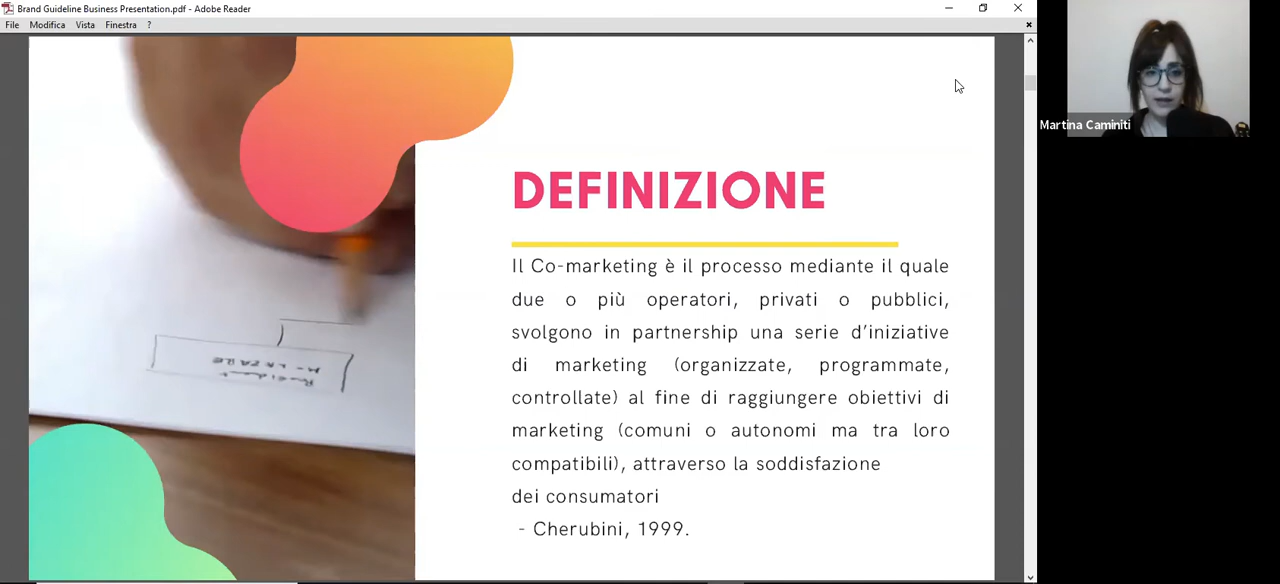 Brand Guideline Business Presentation.pdf - Adobe Reader
File Modifica Vista Finestra ?
Martina Caminiti
DEFINIZIONE
Il Co-marketing è il processo mediante il quale
due o più operatori, privati o pubblici,
svolgono in partnership una serie d’iniziative
di marketing (organizzate, programmate,
controllate) al fine di raggiungere obiettivi di
marketing (comuni o autonomi ma tra loro
compatibili), attraverso la soddisfazione
dei consumatori
- Cherubini, 1999.